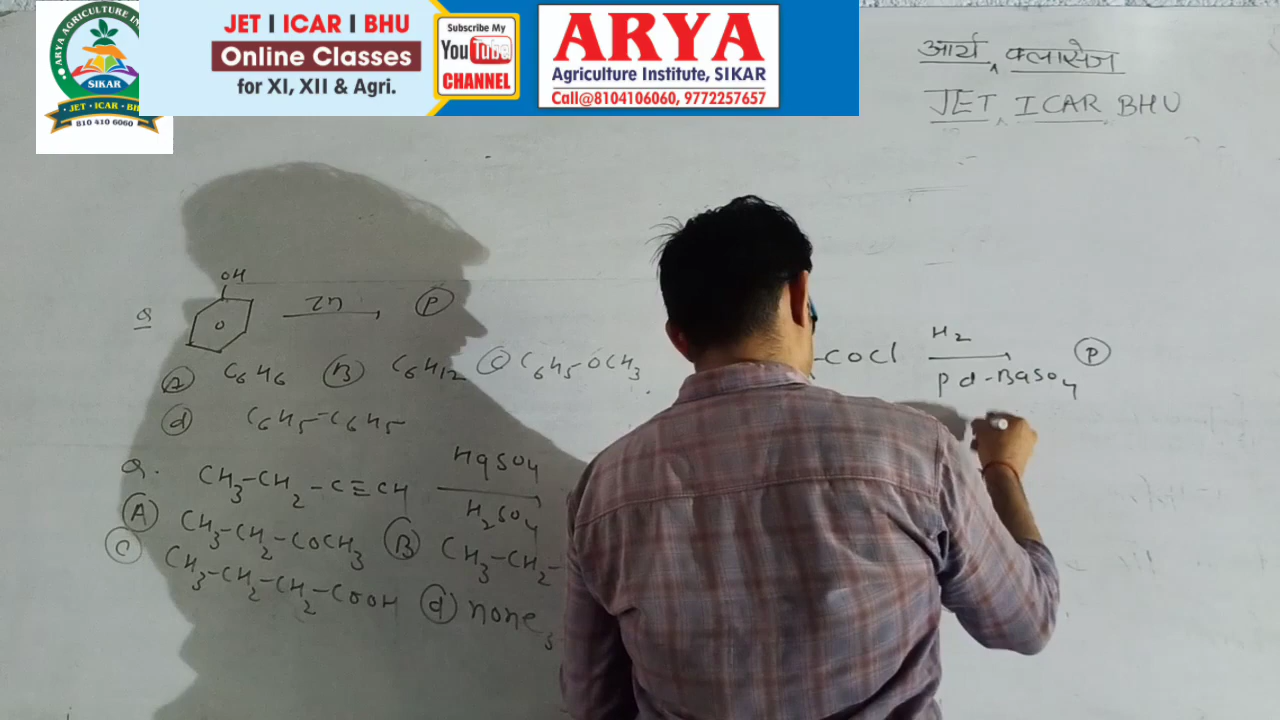 ARYA AGRICULTURE IN
SIKAR
JET · ICAR · BH
810 410 6060
JET I ICAR I BHU
Online Classes
for XI, XII & Agri.
Subscribe My
YouTube
CHANNEL
ARYA
Agriculture Institute, SIKAR
Call@8104106060, 9772257657
आर्य क्लासेज
JET ICAR BHU
Q OH Zn P
A C6H6 B C6H12 C C6H5OCH3
d C6H5-C6H5
Q. CH3-CH2-C≡CH HgSO4 H2SO4
A CH3-CH2-COCH3 B CH3-CH2-
C CH3-CH2-CH2-COOH d none
-COCl H2 Pd-BaSO4 P